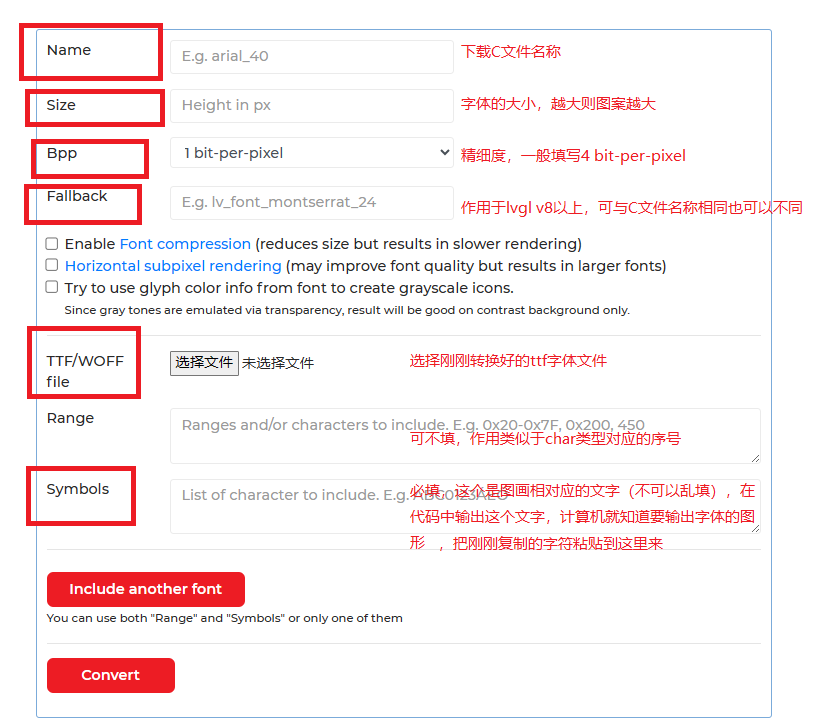 Name
E.g. arial_40
下载C文件名称
Size
Height in px
字体的大小，越大则图案越大
Bpp
1 bit-per-pixel
精细度，一般填写4 bit-per-pixel
Fallback
E.g. lv_font_montserrat_24
作用于lvgl v8以上，可与C文件名称相同也可以不同
Enable Font compression (reduces size but results in slower rendering)
Horizontal subpixel rendering (may improve font quality but results in larger fonts)
Try to use glyph color info from font to create grayscale icons.
Since gray tones are emulated via transparency, result will be good on contrast background only.
TTF/WOFF
file
选择文件 未选择文件
选择刚刚转换好的ttf字体文件
Range
Ranges and/or characters to include. E.g. 0x20-0x7F, 0x200, 450
可不填，作用类似于char类型对应的序号
Symbols
List of character to include. E.g.
必填，这个是图画相对应的文字（不可以乱填），在
代码中输出这个文字，计算机就知道要输出字体的图
形 ，把刚刚复制的字符粘贴到这里来
Include another font
You can use both "Range" and "Symbols" or only one of them
Convert